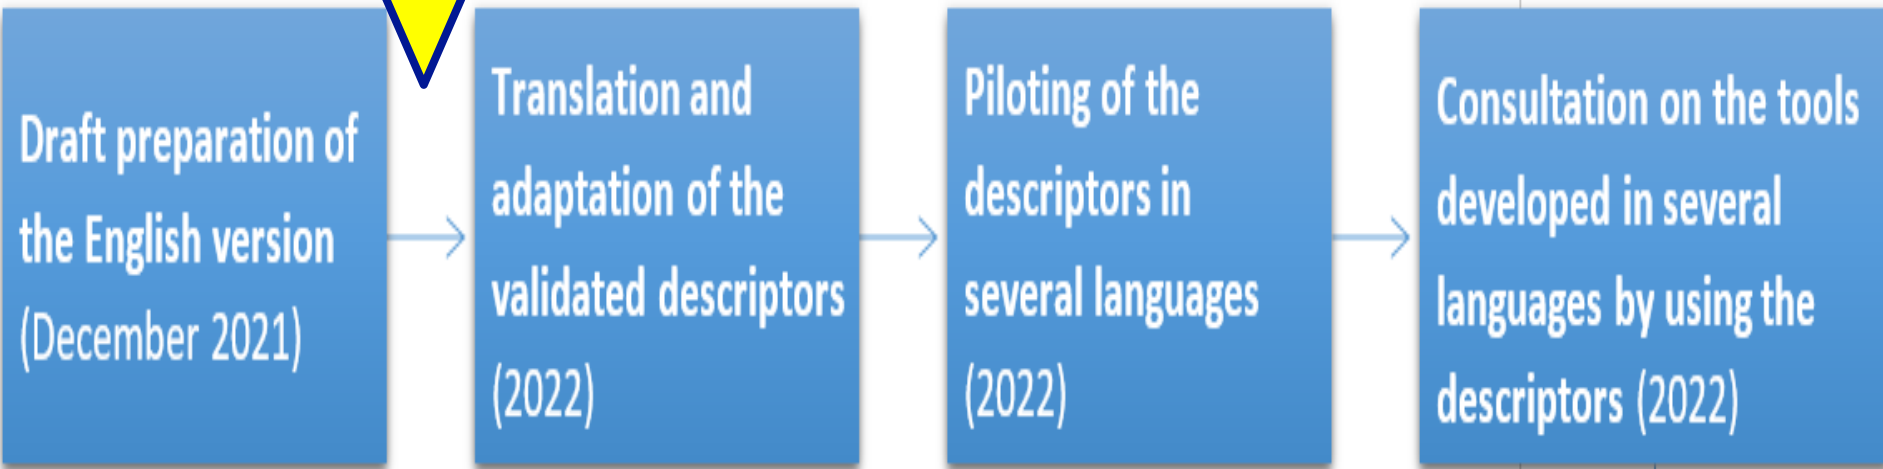 Draft preparation of
the English version
(December 2021)
Translation and
adaptation of the
validated descriptors
(2022)
Piloting of the
descriptors in
several languages
(2022)
Consultation on the tools
developed in several
languages by using the
descriptors (2022)